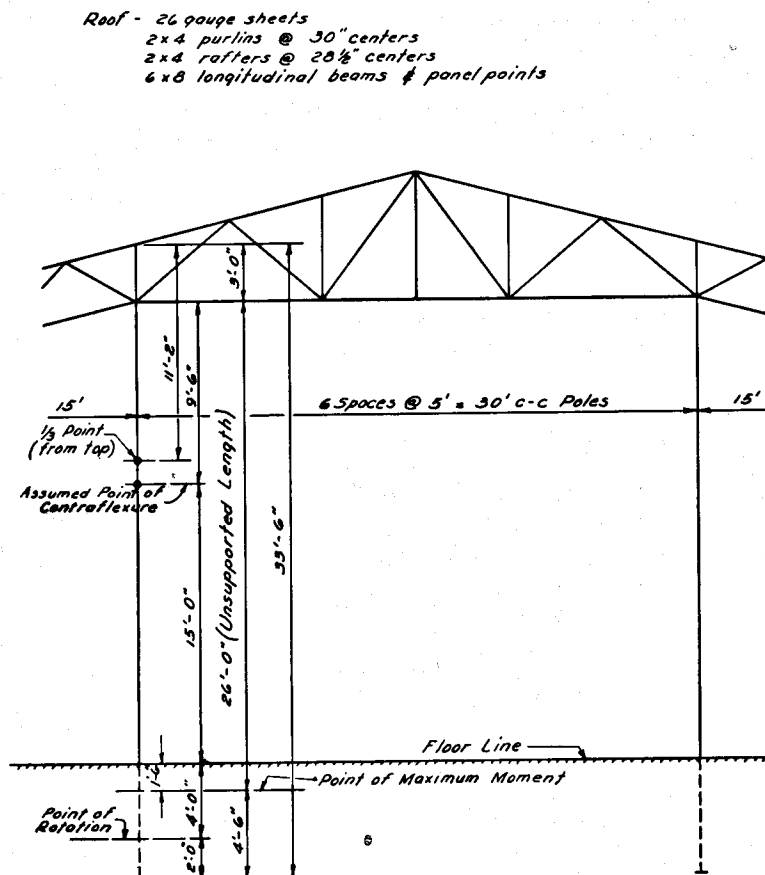 Roof - 26 gauge sheets
2x4 purlins @ 30" centers
2x4 rafters @ 28½" centers
6x8 longitudinal beams ¢ panel points
3'-0"
11'-2"
9'-6"
15'
6 Spaces @ 5' = 30' c-c Poles
15'
1/3 Point
(from top)
Assumed Point of
Contraflexure
26'-0" (Unsupported Length)
33'-6"
15'-0"
Floor Line
1'-6"
Point of Maximum Moment
4'-0"
Point of
Rotation
4'-6"
2'-0"